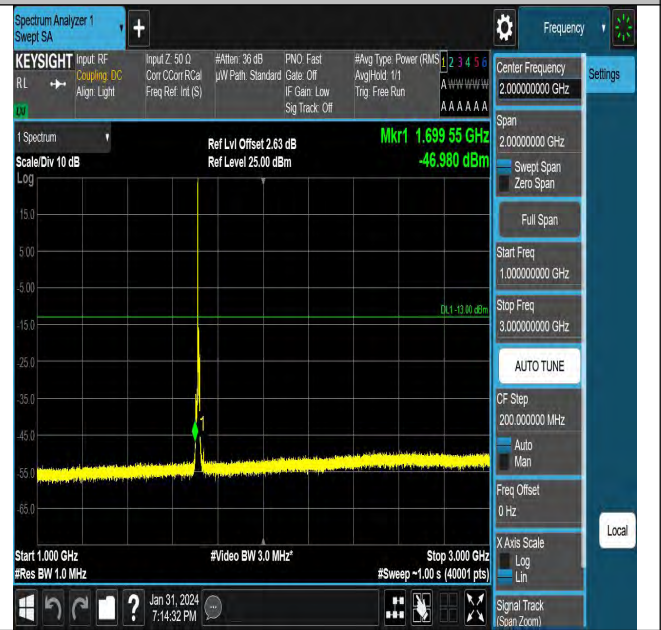 Spectrum Analyzer 1
Swept SA
+
Frequency
KEYSIGHT
RL
Input: RF
Coupling: DC
Align: Light
Input Z: 50 Ω
Corr CCorr RCal
Freq Ref: Int (S)
#Atten: 36 dB
µW Path: Standard
PNO: Fast
Gate: Off
IF Gain: Low
Sig Track: Off
#Avg Type: Power (RMS
Avg|Hold: 1/1
Trig: Free Run
1 2 3 4 5 6
A W W W W W
A A A A A A
1 Spectrum
Scale/Div 10 dB
Log
Ref Lvl Offset 2.63 dB
Ref Level 25.00 dBm
Mkr1 1.699 55 GHz
-46.980 dBm
15.0
5.00
-5.00
-15.0
-25.0
-35.0
-45.0
-55.0
-65.0
DL1 -13.00 dBm
1
Start 1.000 GHz
#Res BW 1.0 MHz
#Video BW 3.0 MHz*
Stop 3.000 GHz
#Sweep ~1.00 s (40001 pts)
Center Frequency
2.00000000 GHz
Settings
Span
2.00000000 GHz
Swept Span
Zero Span
Full Span
Start Freq
1.000000000 GHz
Stop Freq
3.000000000 GHz
AUTO TUNE
CF Step
200.000000 MHz
Auto
Man
Freq Offset
0 Hz
X Axis Scale
Log
Lin
Local
Signal Track
(Span Zoom)
?
Jan 31, 2024
7:14:32 PM